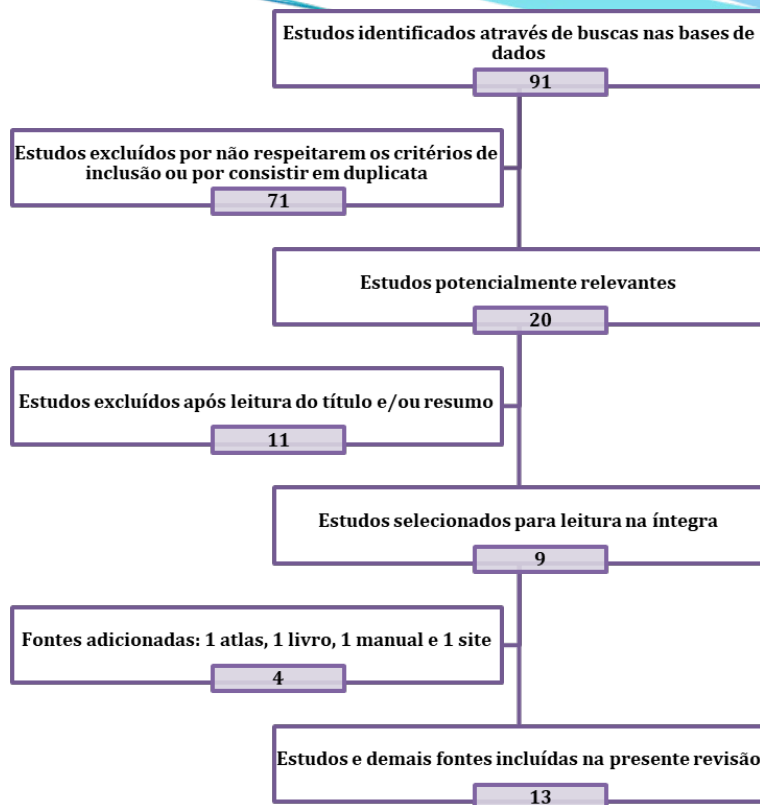 Estudos identificados através de buscas nas bases de
dados
91
Estudos excluídos por não respeitarem os critérios de
inclusão ou por consistir em duplicata
71
Estudos potencialmente relevantes
20
Estudos excluídos após leitura do título e/ou resumo
11
Estudos selecionados para leitura na íntegra
9
Fontes adicionadas: 1 atlas, 1 livro, 1 manual e 1 site
4
Estudos e demais fontes incluídas na presente revisão
13